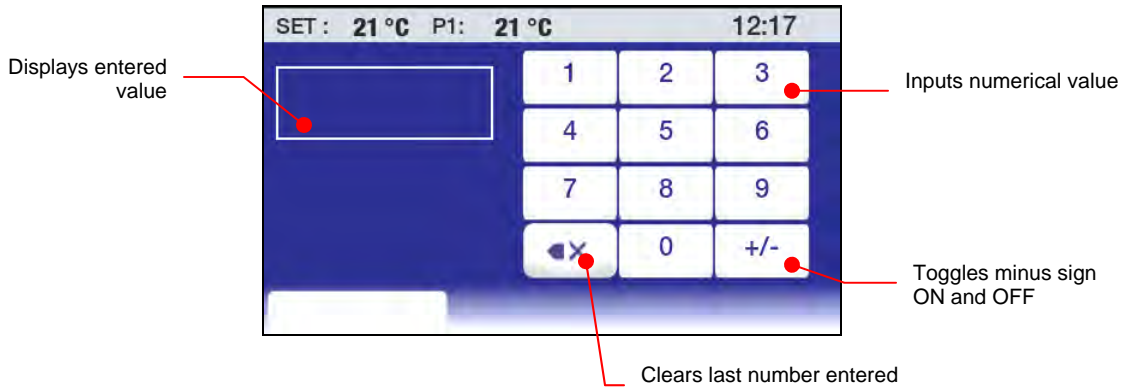 SET : 21 °C P1: 21 °C 12:17
Displays entered
value
1 2 3
Inputs numerical value
4 5 6
7 8 9
0 +/-
Toggles minus sign
ON and OFF
Clears last number entered